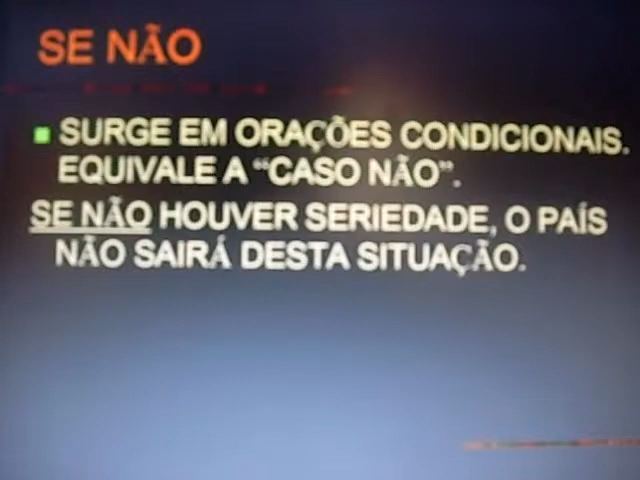 SE NÃO
SURGE EM ORAÇÕES CONDICIONAIS.
EQUIVALE A “CASO NÃO”.
SE NÃO HOUVER SERIEDADE, O PAÍS
NÃO SAIRÁ DESTA SITUAÇÃO.